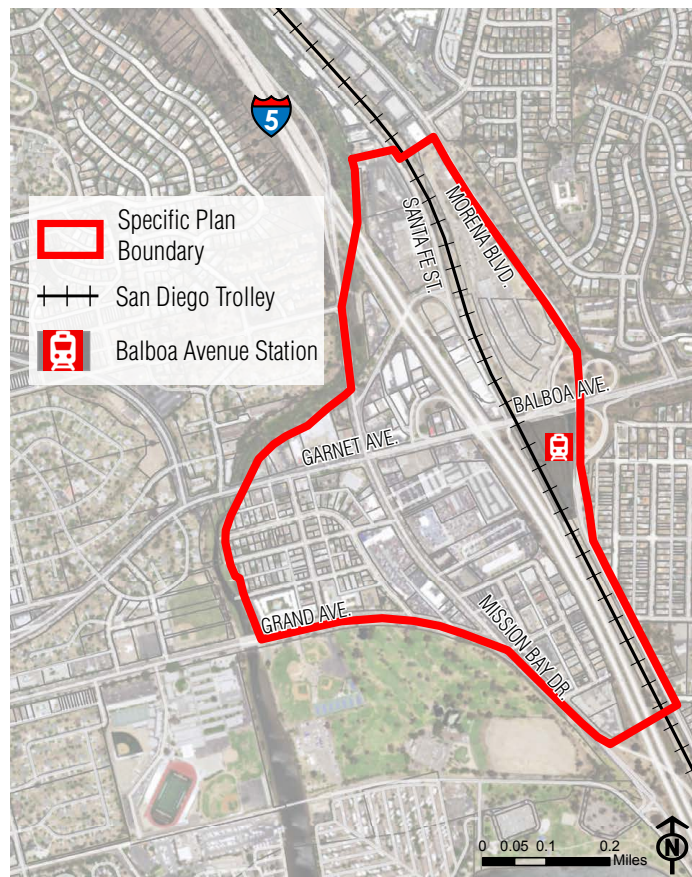 5
Specific Plan
Boundary
San Diego Trolley
Balboa Avenue Station
SANTA FE ST.
MORENA BLVD.
BALBOA AVE.
GARNET AVE.
GRAND AVE.
MISSION BAY DR.
0 0.05 0.1 0.2
Miles
N